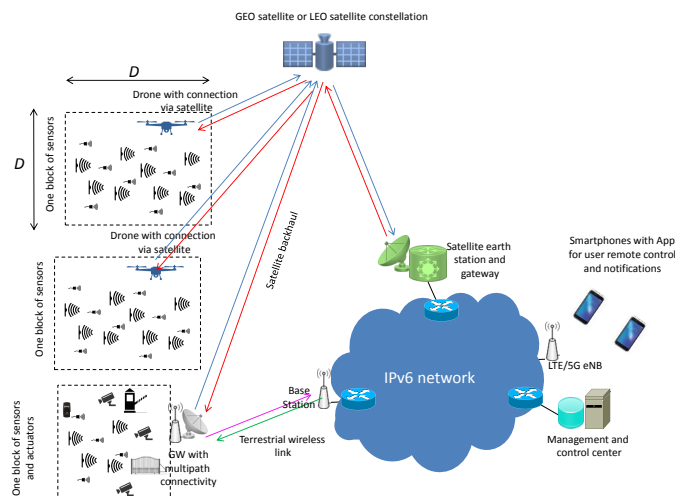 GEO satellite or LEO satellite constellation
D
Drone with connection
via satellite
D
One block of sensors
Drone with connection
via satellite
One block of sensors
Satellite backhaul
Satellite earth
station and
gateway
Smartphones with App
for user remote control
and notifications
LTE/5G eNB
IPv6 network
Base
Station
Terrestrial wireless
link
GW with
multipath
connectivity
One block of sensors
and actuators
Management and
control center